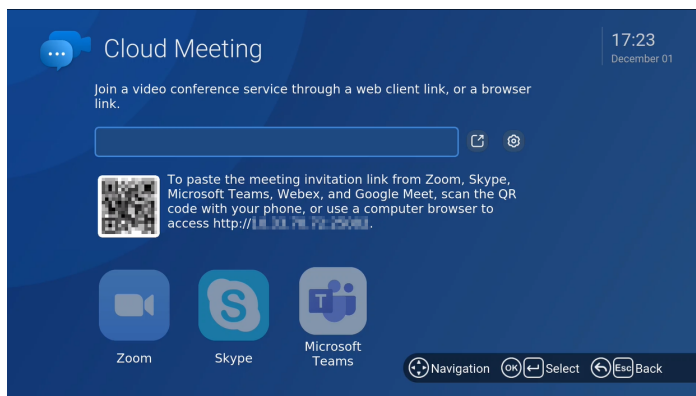 Cloud Meeting
17:23
December 01
Join a video conference service through a web client link, or a browser
link.
To paste the meeting invitation link from Zoom, Skype,
Microsoft Teams, Webex, and Google Meet, scan the QR
code with your phone, or use a computer browser to
access http://
Zoom
Skype
Microsoft
Teams
Navigation OK Select Esc Back